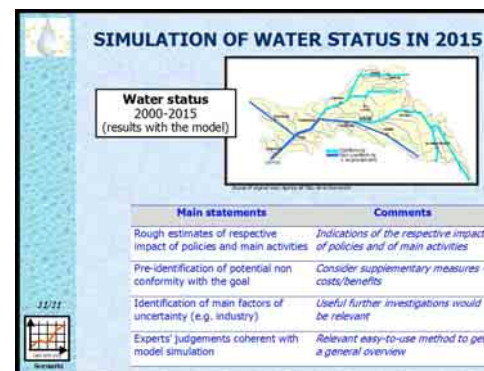 SIMULATION OF WATER STATUS IN 2015
Water status
2000-2015
(results with the model)
Main statements
Comments
Rough estimates of respective
impact of policies and main activities
Indications of the respective impact
of policies and of main activities
Pre-identification of potential non
conformity with the goal
Consider supplementary measures
costs/benefits
Identification of main factors of
uncertainty (e.g. industry)
Useful further investigations would
be relevant
Experts' judgements coherent with
model simulation
Relevant easy-to-use method to get
a general overview
11/11
Scenario